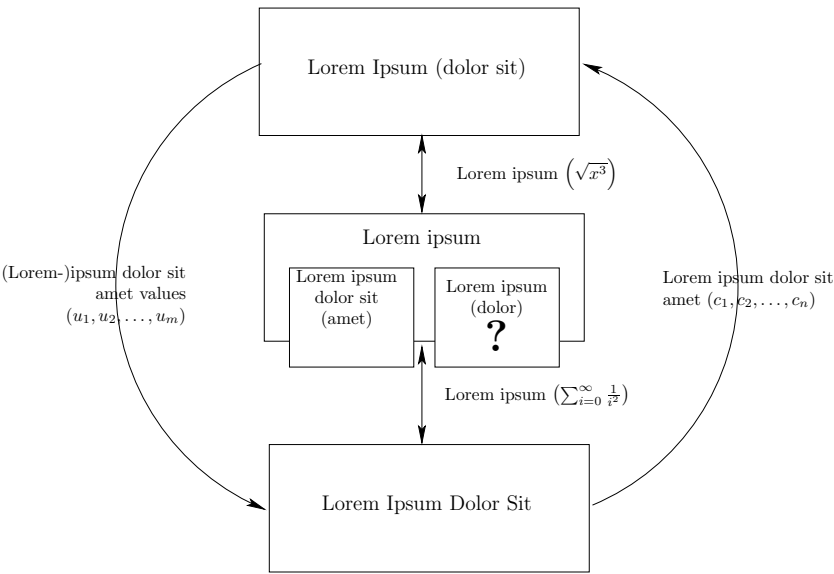 Lorem Ipsum (dolor sit)
Lorem ipsum (√x³)
Lorem ipsum
Lorem ipsum
dolor sit
(amet)
Lorem ipsum
(dolor)
?
(Lorem-)ipsum dolor sit
amet values
(u₁, u₂, . . . , uₘ)
Lorem ipsum dolor sit
amet (c₁, c₂, . . . , cₙ)
Lorem ipsum (∑_{i=0}^{∞} 1/i²)
Lorem Ipsum Dolor Sit